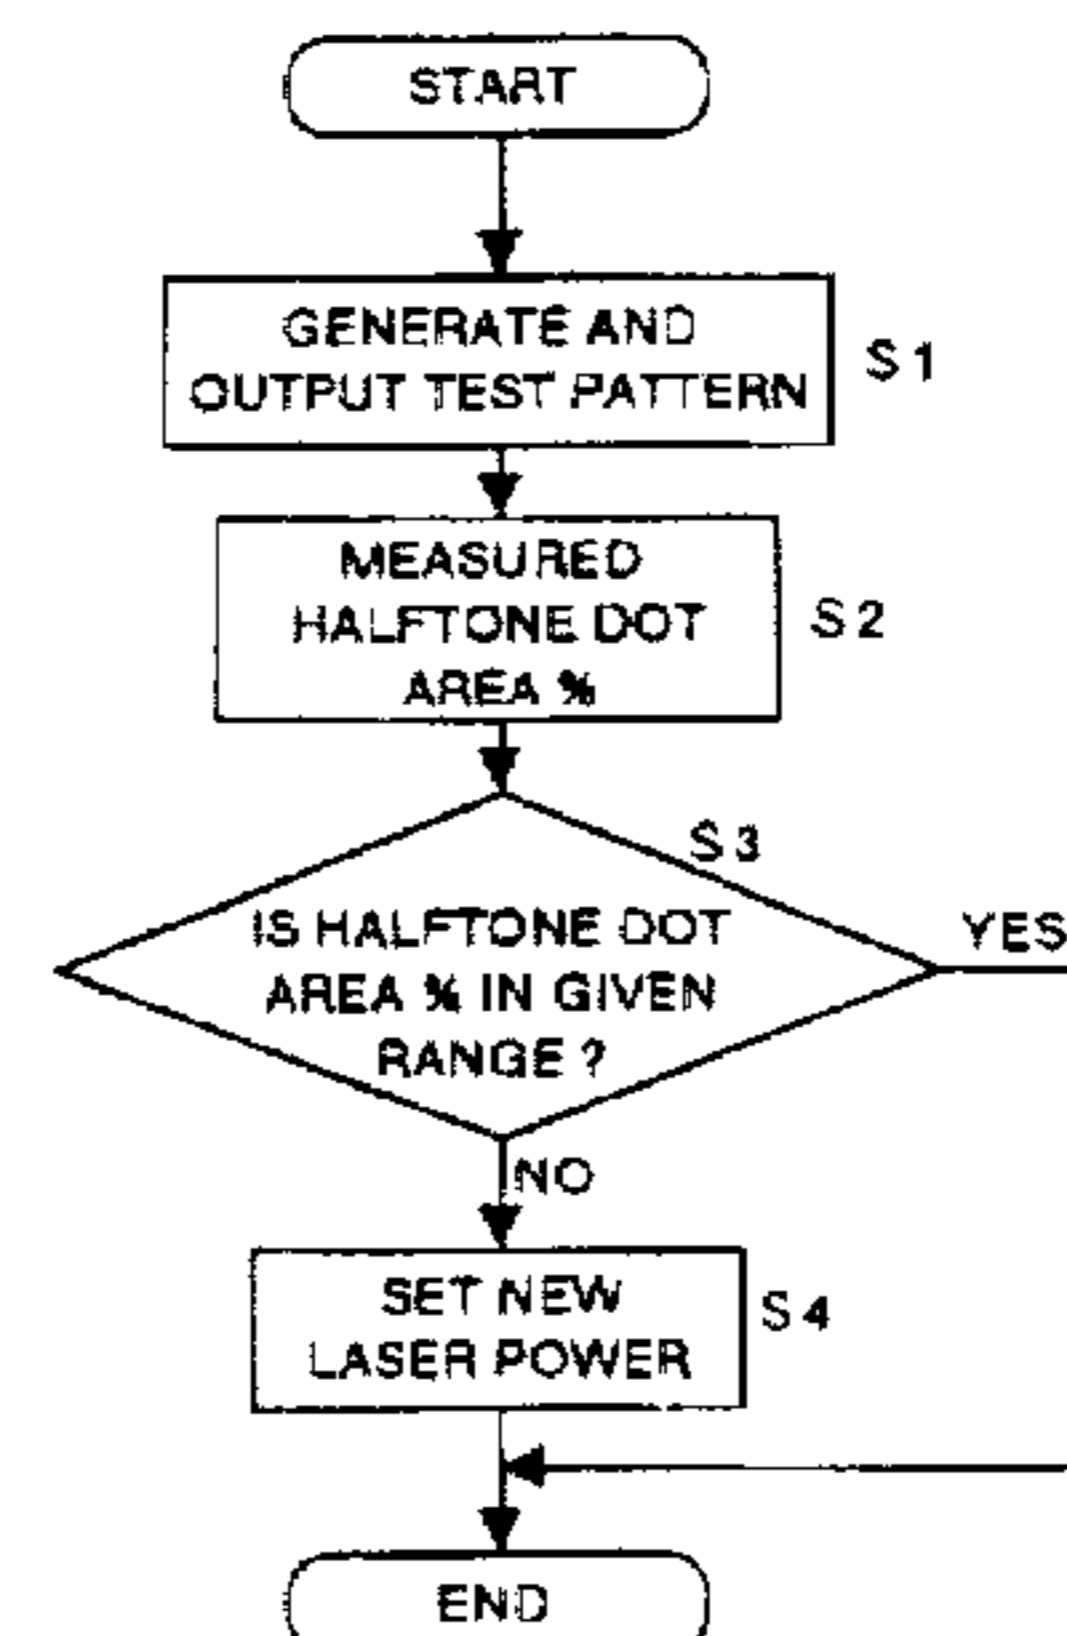 START
GENERATE AND
OUTPUT TEST PATTERN
S1
MEASURED
HALFTONE DOT
AREA %
S2
S3
IS HALFTONE DOT
AREA % IN GIVEN
RANGE ?
YES
NO
SET NEW
LASER POWER
S4
END